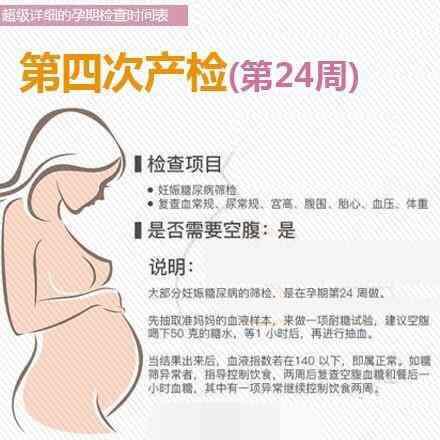 超级详细的孕期检查时间表
第四次产检(第24周)
检查项目
● 妊娠糖尿病筛检
● 复查血常规、尿常规、宫高、腹围、胎心、血压、体重
是否需要空腹：是
说明：
大部分妊娠糖尿病的筛检，是在孕期第24 周做。
先抽取准妈妈的血液样本，来做一项耐糖试验，建议空腹
喝下50 克的糖水，等1 小时后，再进行抽血。
当结果出来后，血液指数若在140 以下，即属正常。如糖
筛异常者，指导控制饮食，两周后复查空腹血糖和餐后一
小时血糖，其中有一项异常继续控制饮食两周。